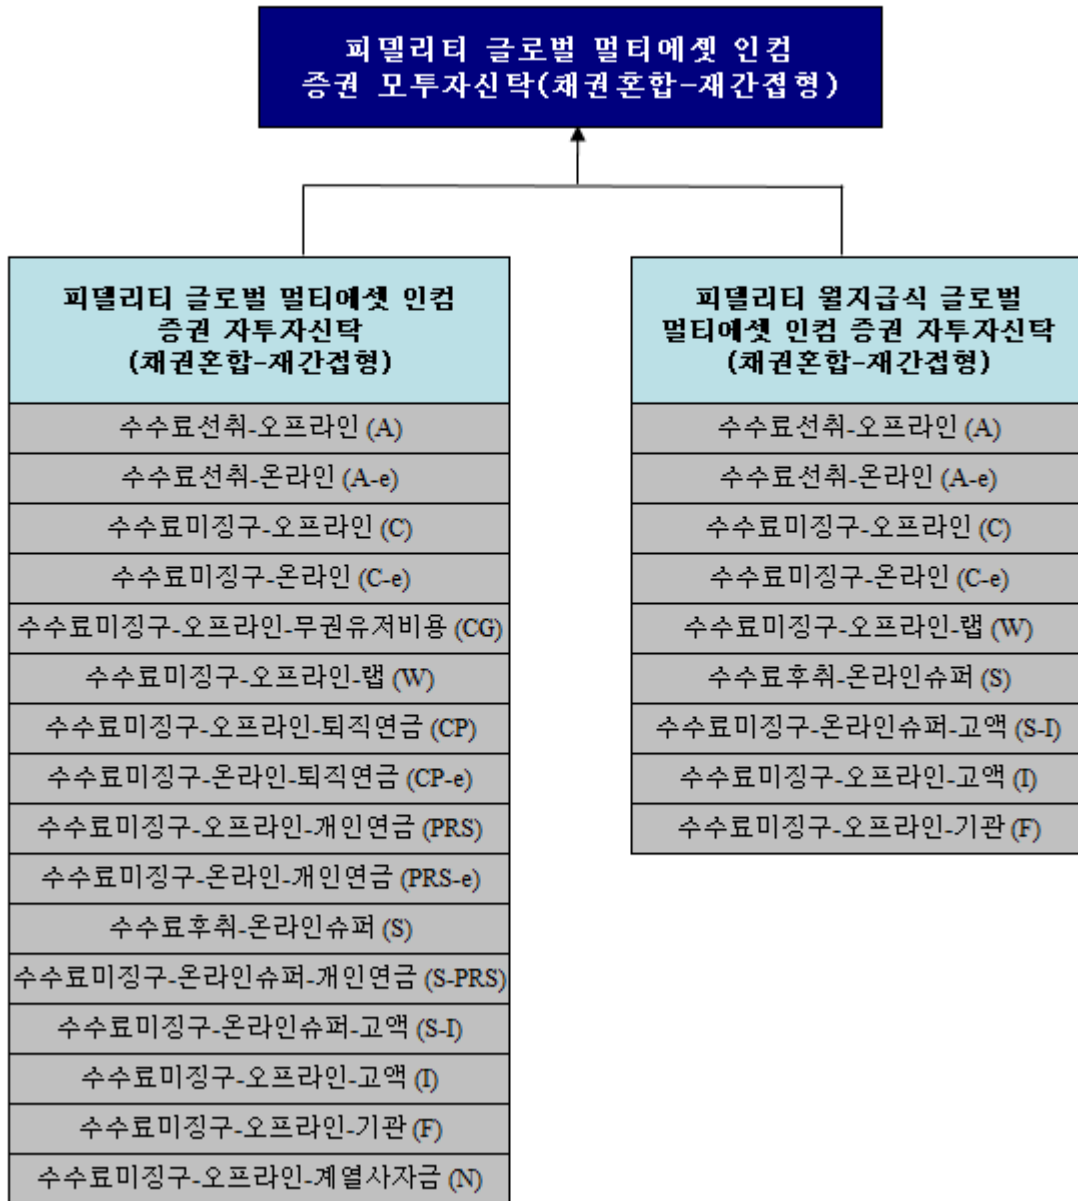 피델리티 글로벌 멀티에셋 인컴
증권 모투자신탁(채권혼합-재간접형)
피델리티 글로벌 멀티에셋 인컴
증권 자투자신탁
(채권혼합-재간접형)
수수료선취-오프라인 (A)
수수료선취-온라인 (A-e)
수수료미징구-오프라인 (C)
수수료미징구-온라인 (C-e)
수수료미징구-오프라인-무권유저비용 (CG)
수수료미징구-오프라인-랩 (W)
수수료미징구-오프라인-퇴직연금 (CP)
수수료미징구-온라인-퇴직연금 (CP-e)
수수료미징구-오프라인-개인연금 (PRS)
수수료미징구-온라인-개인연금 (PRS-e)
수수료후취-온라인슈퍼 (S)
수수료미징구-온라인슈퍼-개인연금 (S-PRS)
수수료미징구-온라인슈퍼-고액 (S-I)
수수료미징구-오프라인-고액 (I)
수수료미징구-오프라인-기관 (F)
수수료미징구-오프라인-계열사자금 (N)
피델리티 월지급식 글로벌
멀티에셋 인컴 증권 자투자신탁
(채권혼합-재간접형)
수수료선취-오프라인 (A)
수수료선취-온라인 (A-e)
수수료미징구-오프라인 (C)
수수료미징구-온라인 (C-e)
수수료미징구-오프라인-랩 (W)
수수료후취-온라인슈퍼 (S)
수수료미징구-온라인슈퍼-고액 (S-I)
수수료미징구-오프라인-고액 (I)
수수료미징구-오프라인-기관 (F)